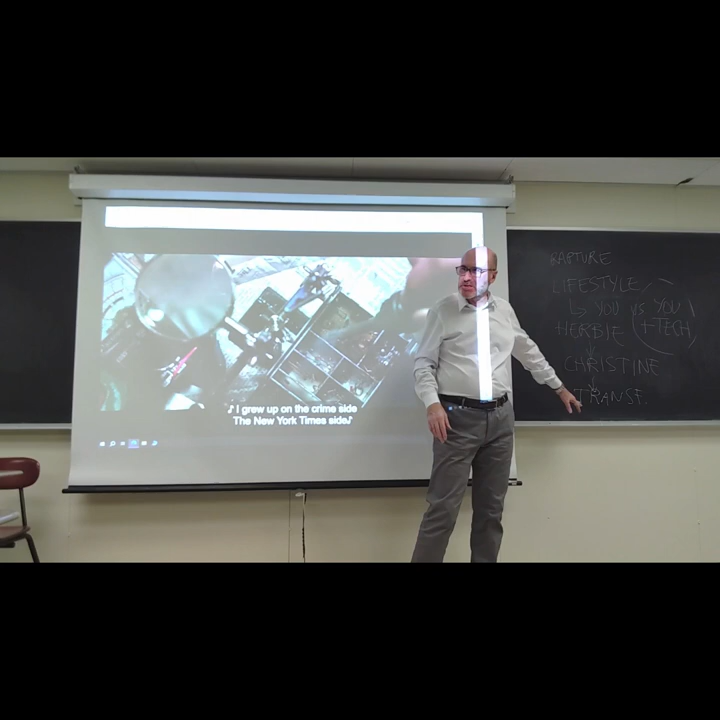 ♪ I grew up on the crime side
The New York Times side♪
RAPTURE
LIFESTYLE
↳ YOU vs YOU
HERBIE (+TECH)
↓
CHRISTINE
↓
TRANSF.